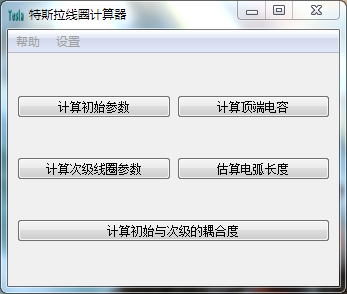 Tesla 特斯拉线圈计算器
帮助 设置
计算初始参数 计算顶端电容
计算次级线圈参数 估算电弧长度
计算初始与次级的耦合度